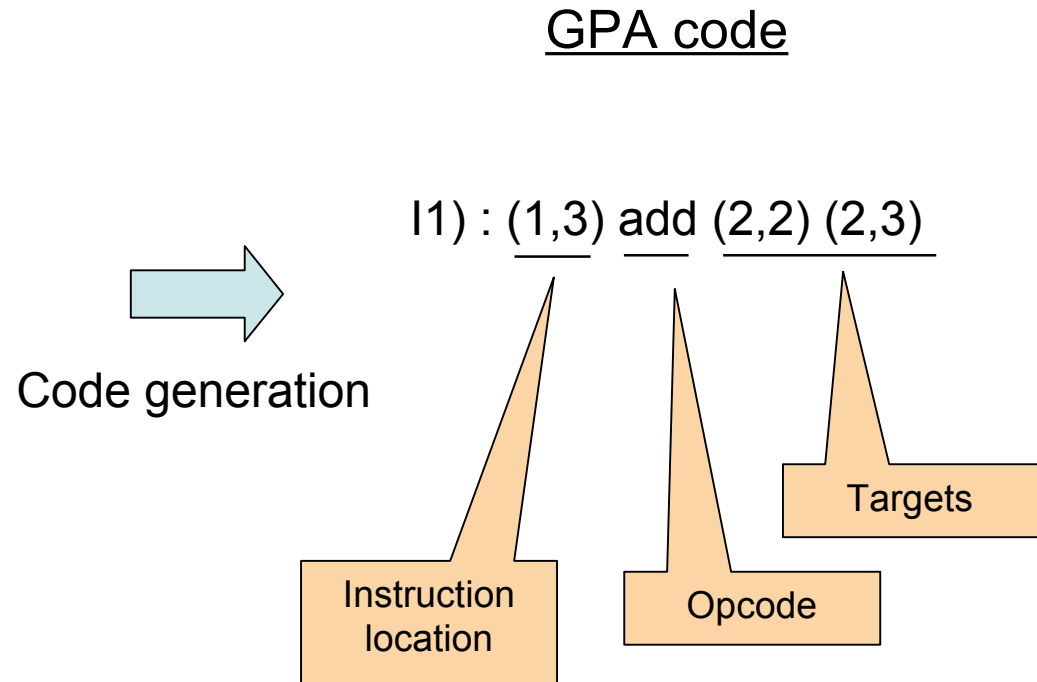 GPA code
I1) : (1,3) add (2,2) (2,3)
Code generation
Targets
Instruction
location
Opcode